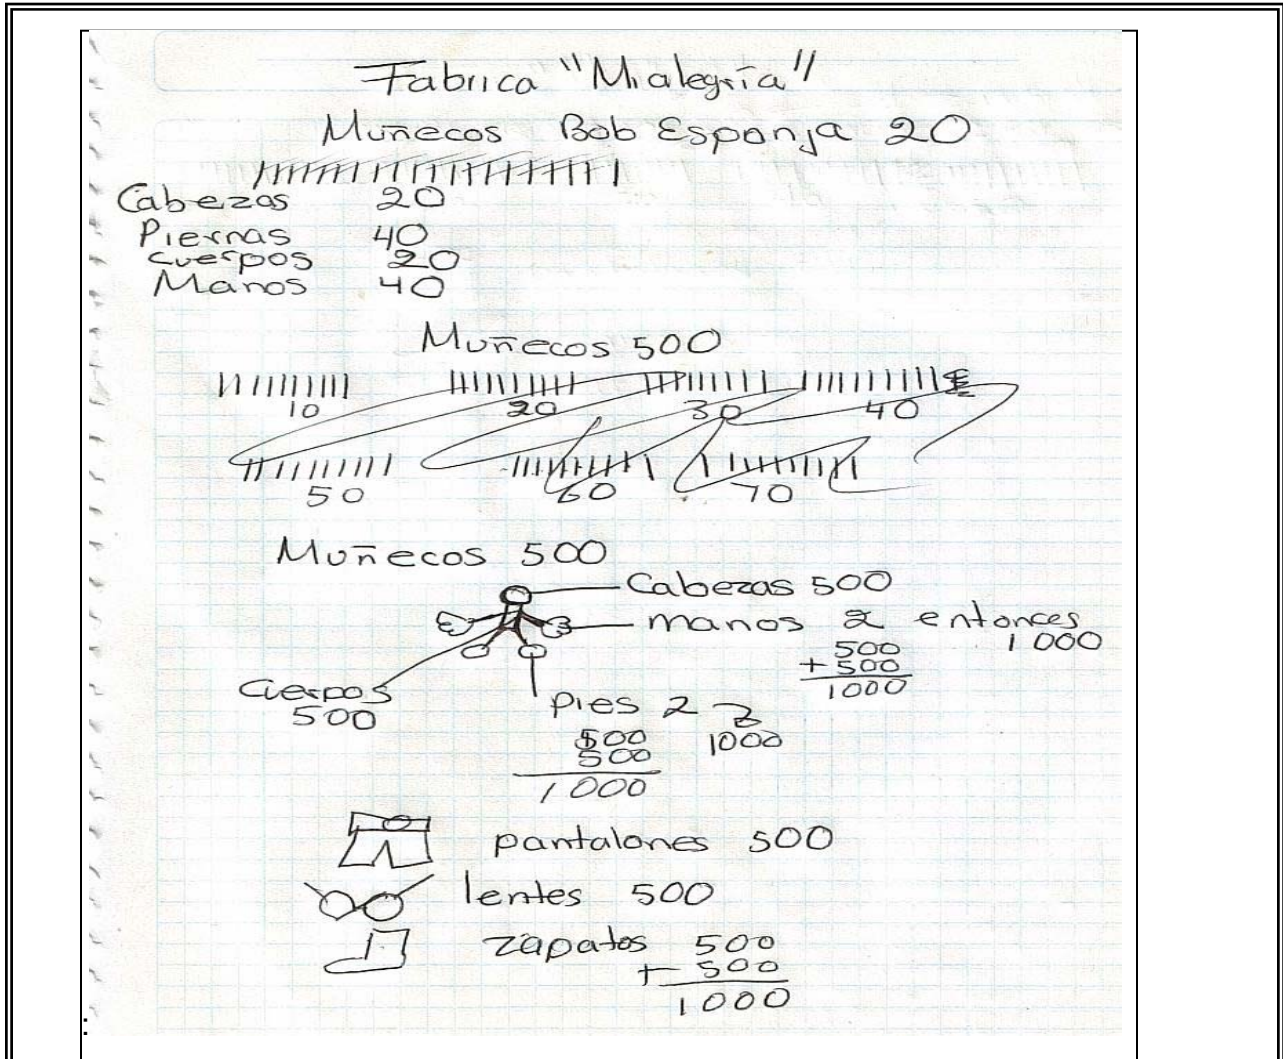 Fabrica "Mialegría"
Muñecos Bob Esponja 20
Cabezas 20
Piernas 40
Cuerpos 20
Manos 40
Muñecos 500
10 20 30 40
50 60 70
Muñecos 500
Cabezas 500
manos 2 entonces
500 1000
+ 500
1000
Cuerpos
500
Pies 2
500 1000
500
1000
pantalones 500
lentes 500
zapatos 500
+ 500
1000
: